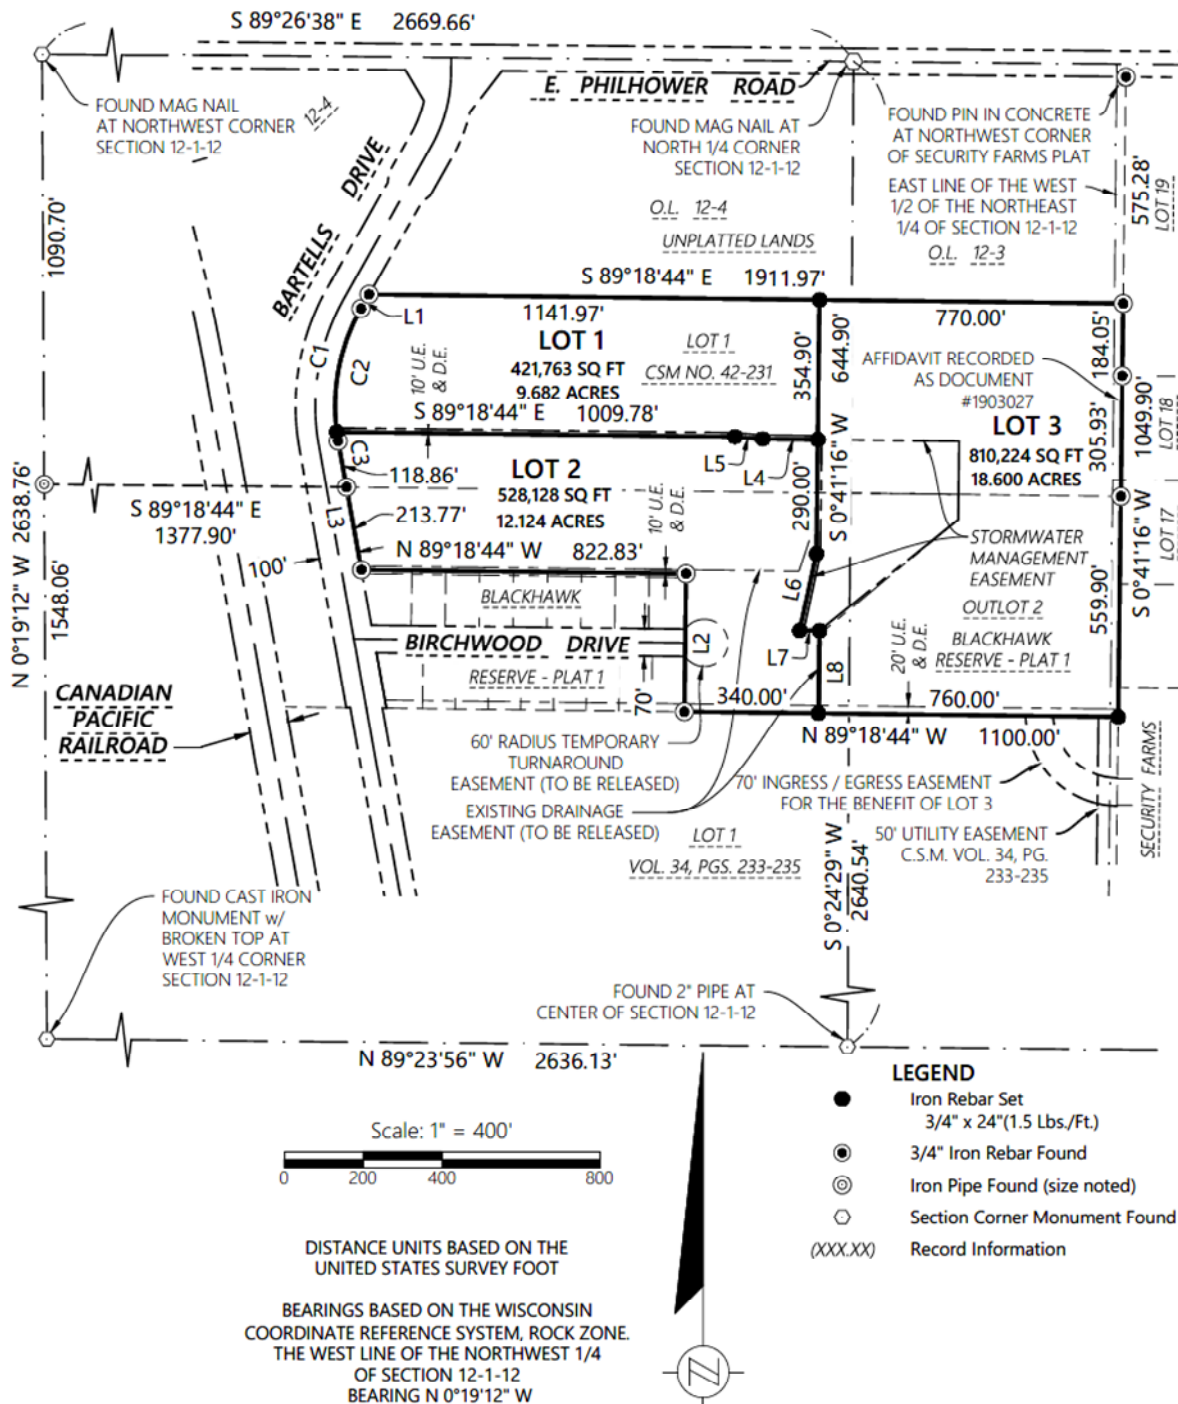 S 89°26'38" E 2669.66'
E. PHILHOWER ROAD
FOUND MAG NAIL
AT NORTHWEST CORNER
SECTION 12-1-12
12-4
FOUND MAG NAIL AT
NORTH 1/4 CORNER
SECTION 12-1-12
FOUND PIN IN CONCRETE
AT NORTHWEST CORNER
OF SECURITY FARMS PLAT
EAST LINE OF THE WEST
1/2 OF THE NORTHEAST
1/4 OF SECTION 12-1-12
O.L. 12-3
575.28'
LOT 19
BARTELLS DRIVE
O.L. 12-4
UNPLATTED LANDS
1090.70'
S 89°18'44" E 1911.97'
L1
1141.97'
770.00'
LOT 1
421,763 SQ FT
9.682 ACRES
LOT 1
CSM NO. 42-231
C1
C2
10' U.E.
& D.E.
354.90'
644.90'
184.05'
AFFIDAVIT RECORDED
AS DOCUMENT
#1903027
S 89°18'44" E 1009.78'
LOT 3
810,224 SQ FT
18.600 ACRES
305.93'
1049.90'
LOT 18
C3
118.86'
LOT 2
528,128 SQ FT
12.124 ACRES
L5
L4
290.00'
S 0°41'16" W
10' U.E.
& D.E.
N 0°19'12" W 2638.76'
S 89°18'44" E
1377.90'
L3
213.77'
LOT 17
S 0°41'16" W
STORMWATER
MANAGEMENT
EASEMENT
N 89°18'44" W 822.83'
100'
1548.06'
BLACKHAWK
L6
OUTLOT 2
BLACKHAWK
RESERVE - PLAT 1
559.90'
BIRCHWOOD DRIVE
L2
L7
L8
20' U.E.
& D.E.
RESERVE - PLAT 1
CANADIAN
PACIFIC
RAILROAD
70'
340.00'
760.00'
N 89°18'44" W 1100.00'
60' RADIUS TEMPORARY
TURNAROUND
EASEMENT (TO BE RELEASED)
EXISTING DRAINAGE
EASEMENT (TO BE RELEASED)
70' INGRESS / EGRESS EASEMENT
FOR THE BENEFIT OF LOT 3
50' UTILITY EASEMENT
C.S.M. VOL. 34, PG.
233-235
SECURITY FARMS
LOT 1
VOL. 34, PGS. 233-235
S 0°24'29" W
2640.54'
FOUND CAST IRON
MONUMENT w/
BROKEN TOP AT
WEST 1/4 CORNER
SECTION 12-1-12
FOUND 2" PIPE AT
CENTER OF SECTION 12-1-12
N 89°23'56" W 2636.13'
LEGEND
Iron Rebar Set
3/4" x 24"(1.5 Lbs./Ft.)
3/4" Iron Rebar Found
Iron Pipe Found (size noted)
Section Corner Monument Found
(XXX.XX) Record Information
Scale: 1" = 400'
0 200 400 800
DISTANCE UNITS BASED ON THE
UNITED STATES SURVEY FOOT
BEARINGS BASED ON THE WISCONSIN
COORDINATE REFERENCE SYSTEM, ROCK ZONE.
THE WEST LINE OF THE NORTHWEST 1/4
OF SECTION 12-1-12
BEARING N 0°19'12" W
N